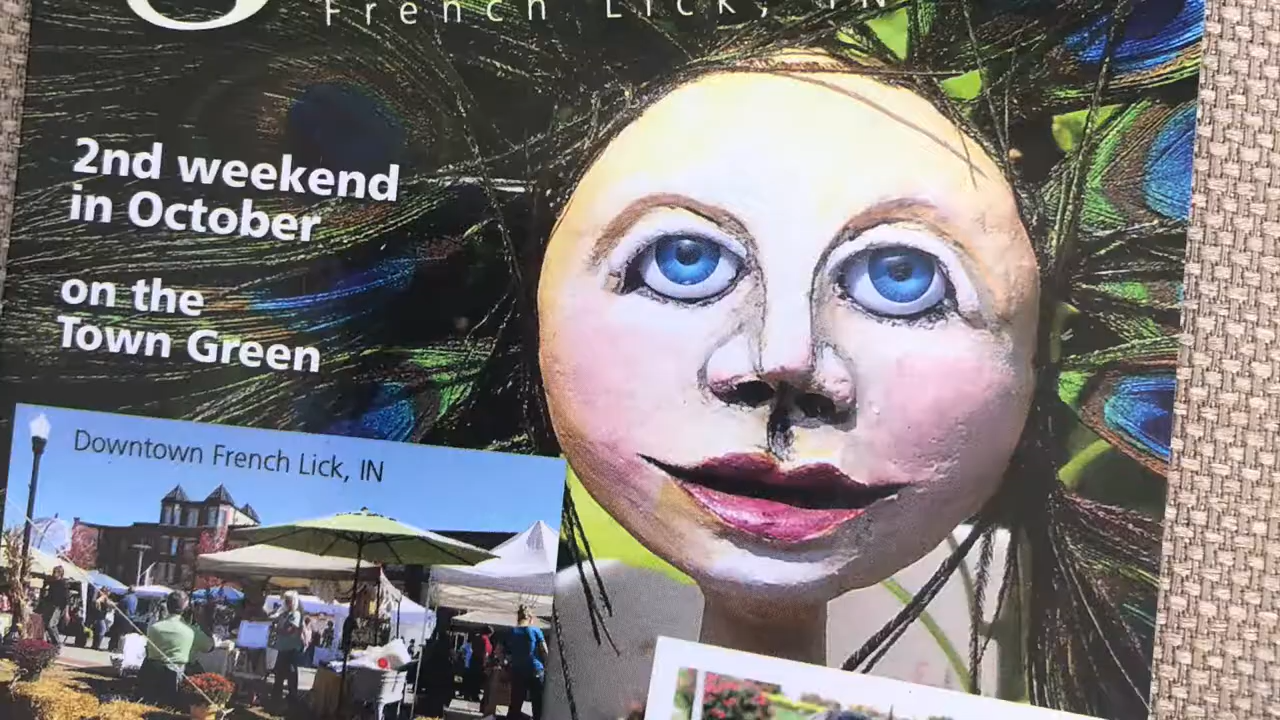 French Lick, IN
2nd weekend
in October
on the
Town Green
Downtown French Lick, IN